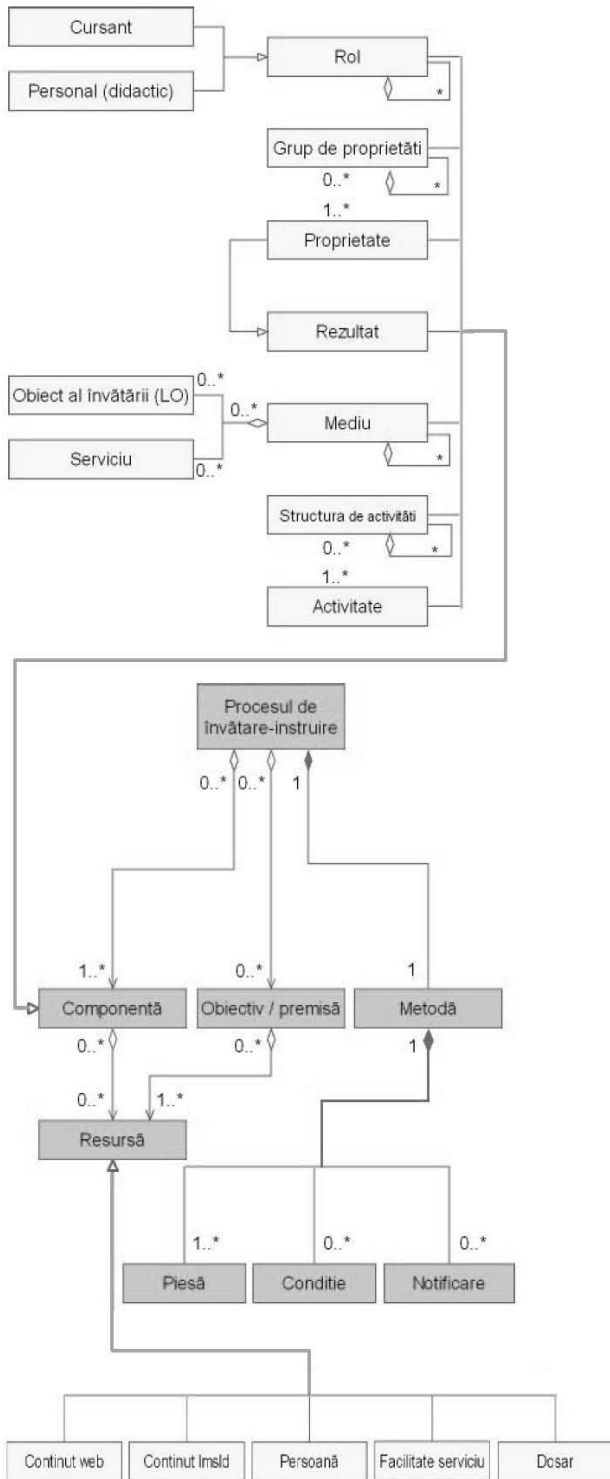 Cursant
Rol
Personal (didactic)
*
Grup de proprietăti
0..*
*
1..*
Proprietate
Rezultat
0..*
Obiect al învătării (LO)
0..*
Mediu
Serviciu
0..*
*
Structura de activităti
0..*
*
1..*
Activitate
Procesul de
învătare-instruire
0..*
0..*
1
1..*
0..*
1
Componentă
Obiectiv / premisă
Metodă
0..*
0..*
1
0..*
1..*
Resursă
1..*
0..*
0..*
Piesă
Conditie
Notificare
Continut web
Continut Imsld
Persoană
Facilitate serviciu
Dosar